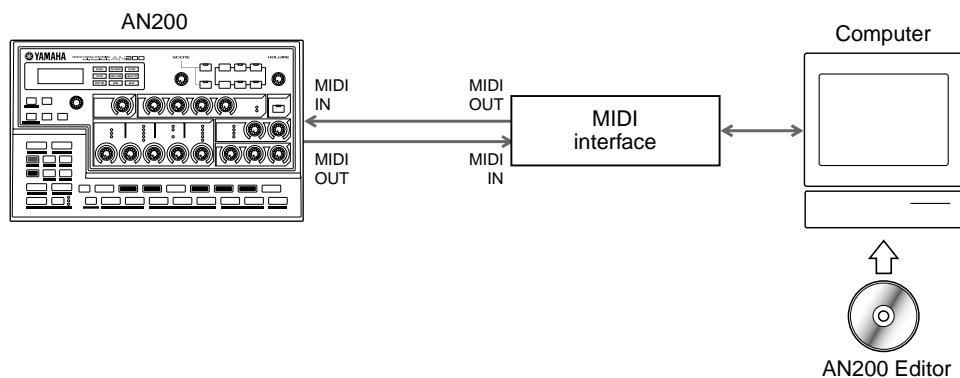 AN200
YAMAHA
AN200
SCENE
VOLUME
MIDI
IN
MIDI
OUT
MIDI
OUT
MIDI
IN
MIDI
interface
Computer
AN200 Editor